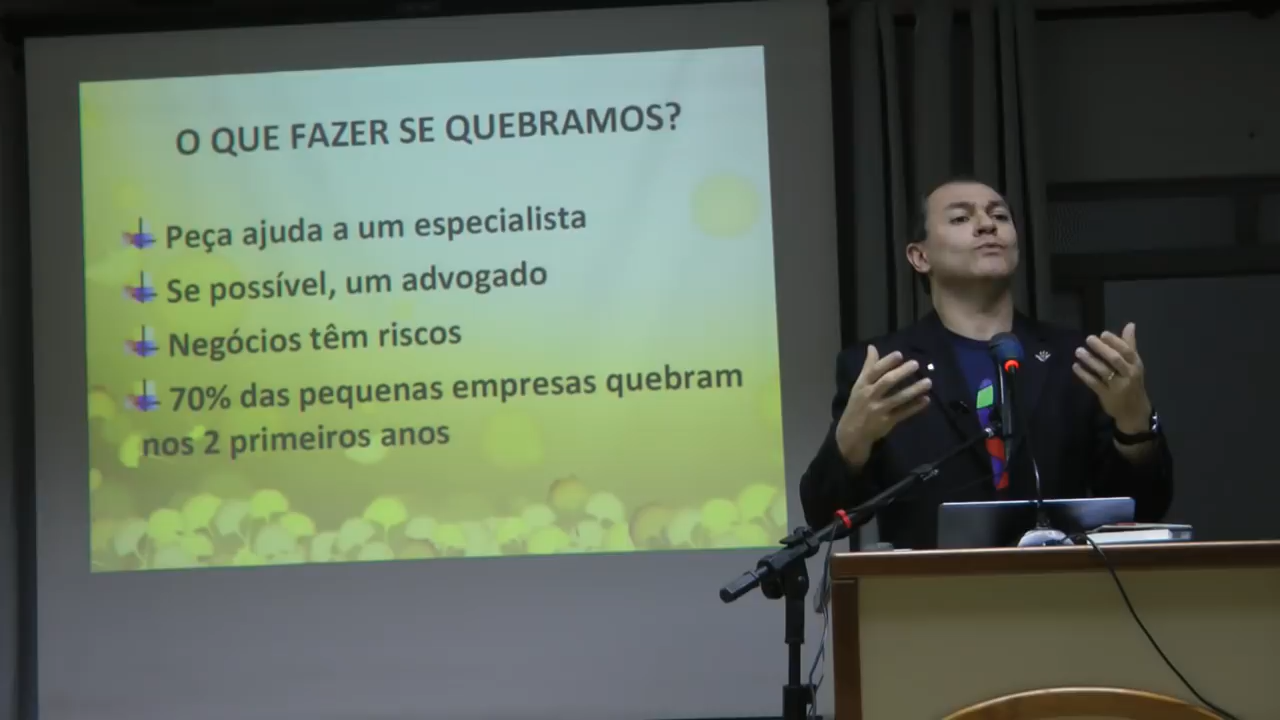 O QUE FAZER SE QUEBRAMOS?
Peça ajuda a um especialista
Se possível, um advogado
Negócios têm riscos
70% das pequenas empresas quebram
nos 2 primeiros anos